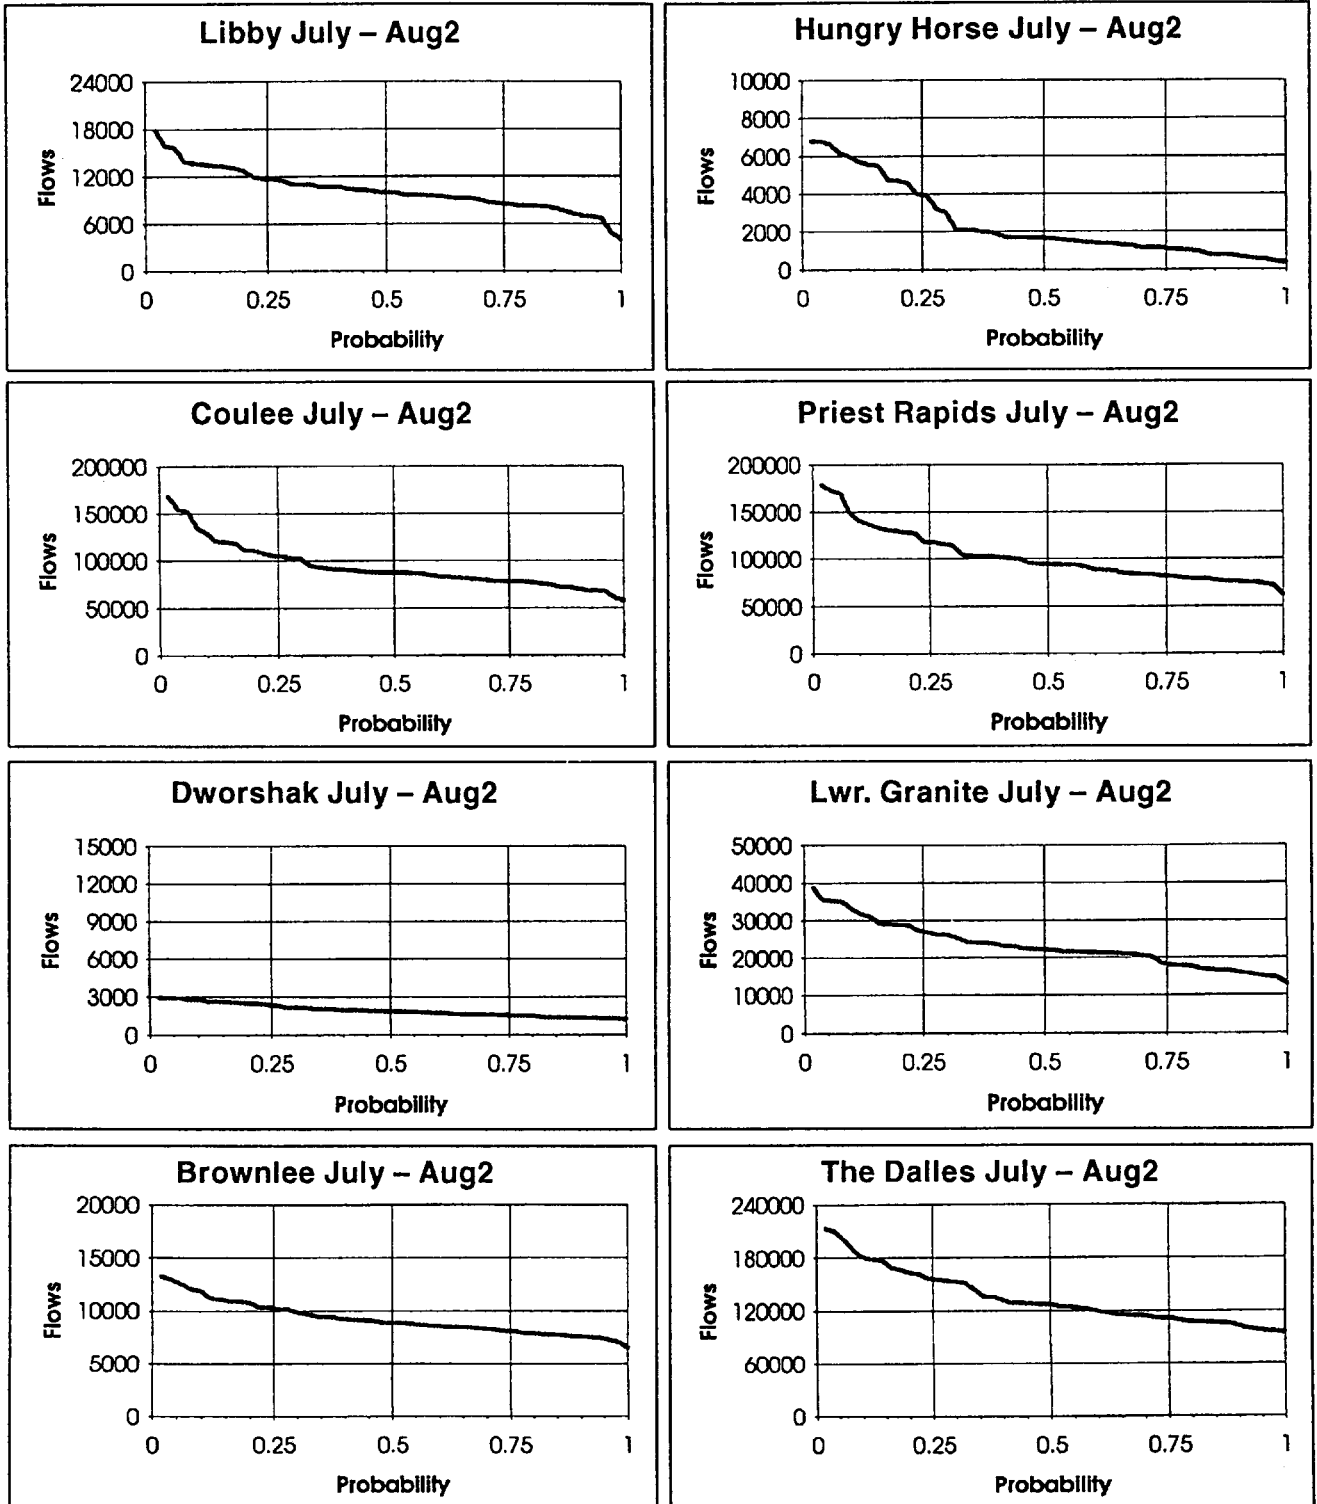 Libby July – Aug2
24000
18000
12000
6000
0
Flows
0 0.25 0.5 0.75 1
Probability
Hungry Horse July – Aug2
10000
8000
6000
4000
2000
0
Flows
0 0.25 0.5 0.75 1
Probability
Coulee July – Aug2
200000
150000
100000
50000
0
Flows
0 0.25 0.5 0.75 1
Probability
Priest Rapids July – Aug2
200000
150000
100000
50000
0
Flows
0 0.25 0.5 0.75 1
Probability
Dworshak July – Aug2
15000
12000
9000
6000
3000
0
Flows
0 0.25 0.5 0.75 1
Probability
Lwr. Granite July – Aug2
50000
40000
30000
20000
10000
0
Flows
0 0.25 0.5 0.75 1
Probability
Brownlee July – Aug2
20000
15000
10000
5000
0
Flows
0 0.25 0.5 0.75 1
Probability
The Dalles July – Aug2
240000
180000
120000
60000
0
Flows
0 0.25 0.5 0.75 1
Probability